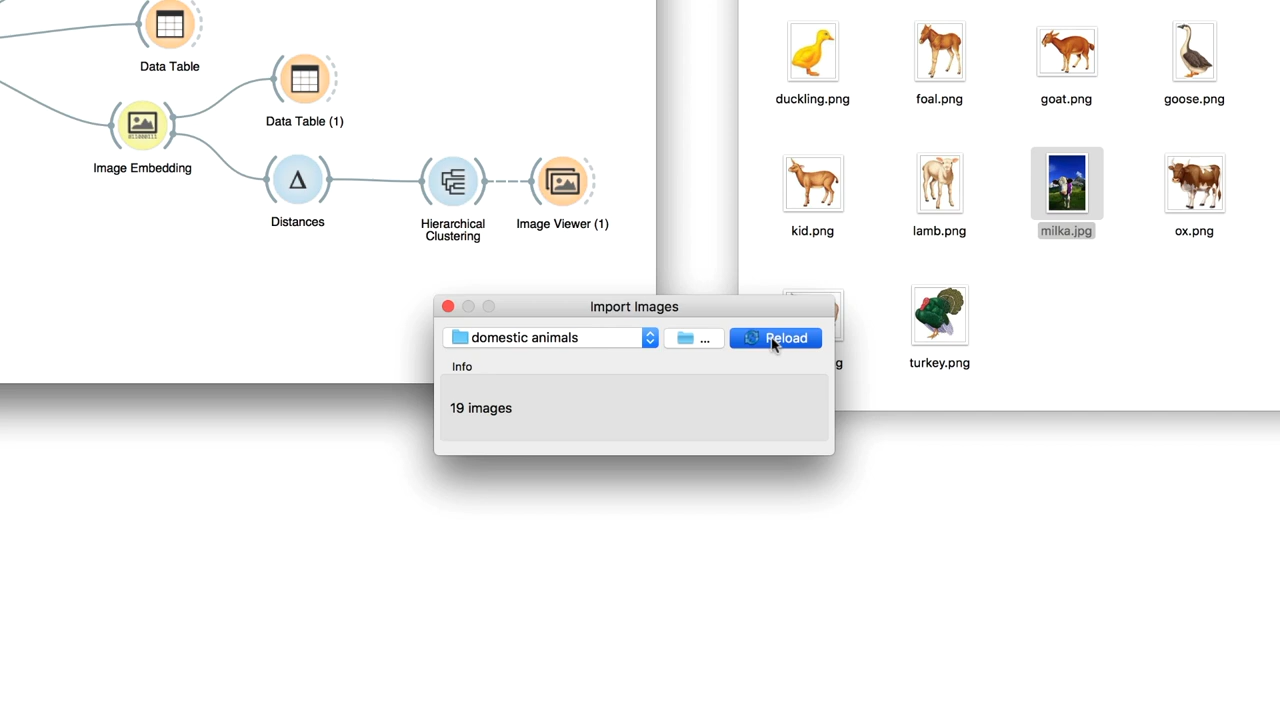 Data Table
Data Table (1)
Image Embedding
Distances
Hierarchical
Clustering
Image Viewer (1)
duckling.png
foal.png
goat.png
goose.png
kid.png
lamb.png
milka.jpg
ox.png
turkey.png
Import Images
domestic animals
...
Reload
Info
19 images